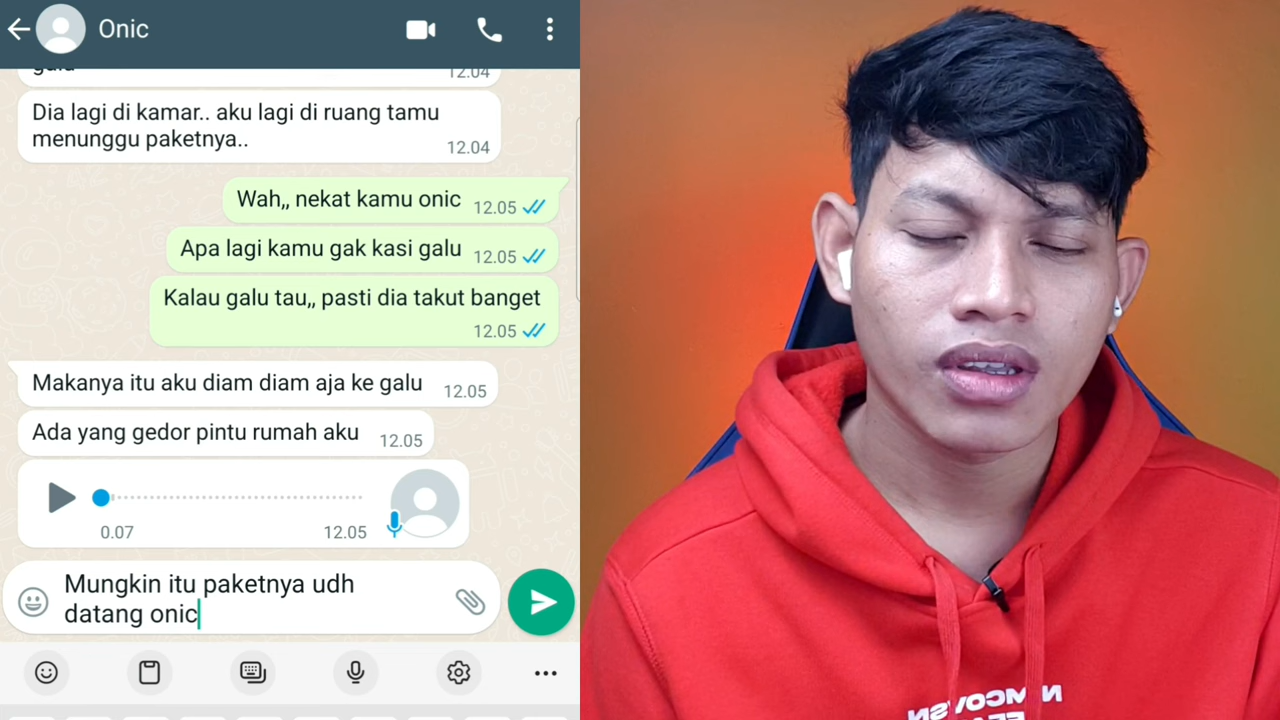 Onic
12.04
Dia lagi di kamar.. aku lagi di ruang tamu
menunggu paketnya..
12.04
Wah,, nekat kamu onic 12.05
Apa lagi kamu gak kasi galu 12.05
Kalau galu tau,, pasti dia takut banget
12.05
Makanya itu aku diam diam aja ke galu 12.05
Ada yang gedor pintu rumah aku 12.05
0.07 12.05
Mungkin itu paketnya udh
datang onic